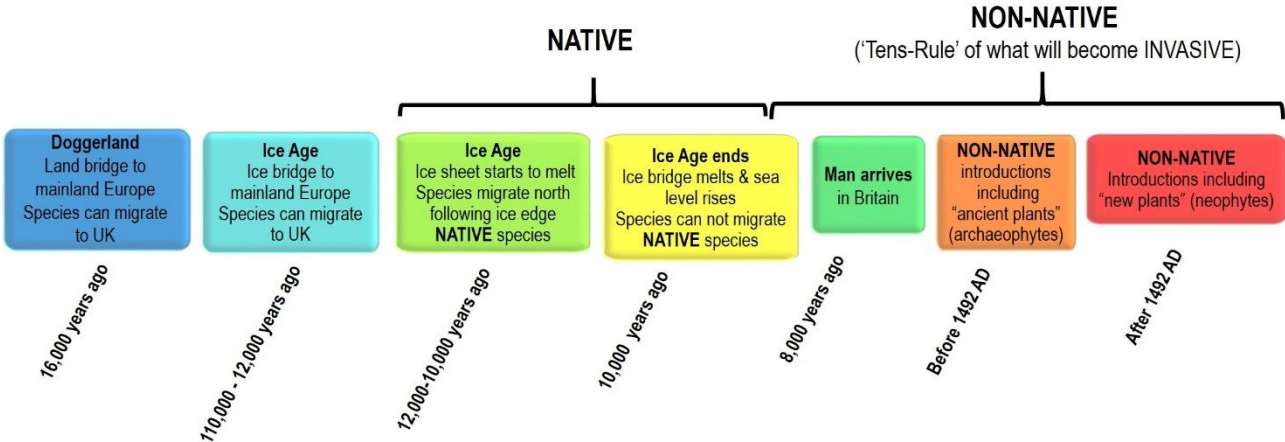 NATIVE
NON-NATIVE
('Tens-Rule' of what will become INVASIVE)
Doggerland
Land bridge to
mainland Europe
Species can migrate
to UK
Ice Age
Ice bridge to
mainland Europe
Species can migrate
to UK
Ice Age
Ice sheet starts to melt
Species migrate north
following ice edge
NATIVE species
Ice Age ends
Ice bridge melts & sea
level rises
Species can not migrate
NATIVE species
Man arrives
in Britain
NON-NATIVE
introductions
including
“ancient plants”
(archaeophytes)
NON-NATIVE
Introductions including
“new plants” (neophytes)
16,000 years ago
110,000 - 12,000 years ago
12,000-10,000 years ago
10,000 years ago
8,000 years ago
Before 1492 AD
After 1492 AD